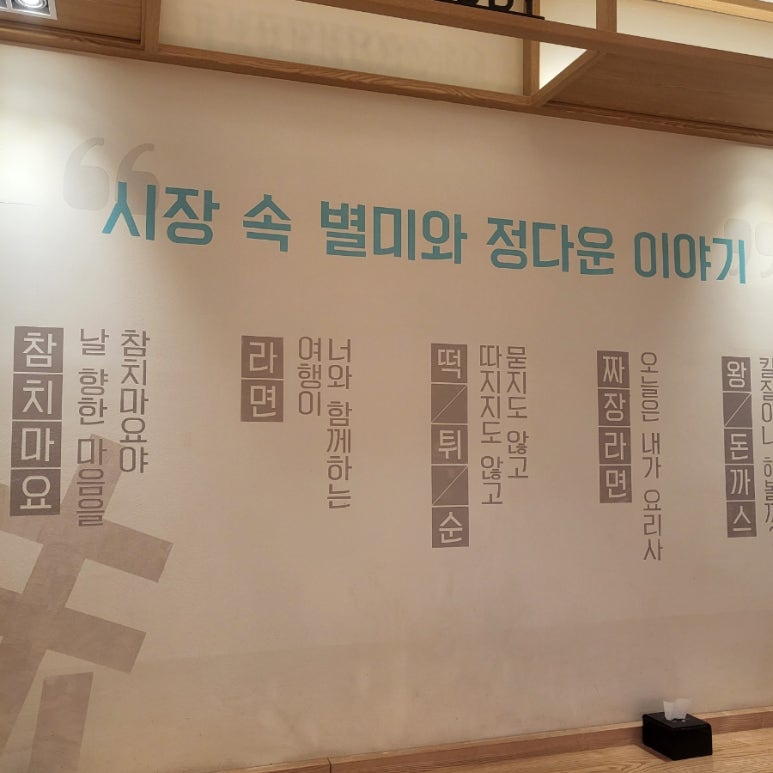 시장 속 별미와 정다운 이야기
참치마요
날 향한 마음을
참치마요야
라면
여행이
너와 함께하는
떡/튀/순
따지지도 않고
묻지도 않고
짜장라면
오늘은 내가 요리사
왕/돈까스